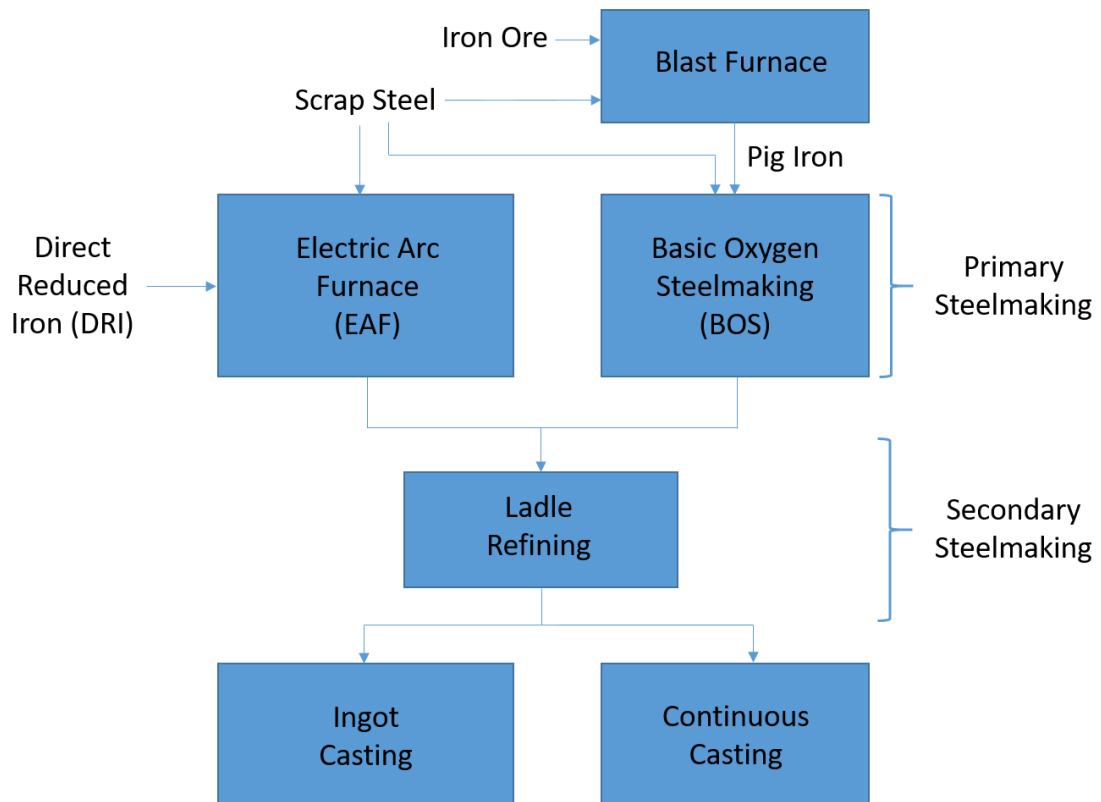 Iron Ore
Blast Furnace
Scrap Steel
Pig Iron
Direct
Reduced
Iron (DRI)
Electric Arc
Furnace
(EAF)
Basic Oxygen
Steelmaking
(BOS)
Primary
Steelmaking
Ladle
Refining
Secondary
Steelmaking
Ingot
Casting
Continuous
Casting